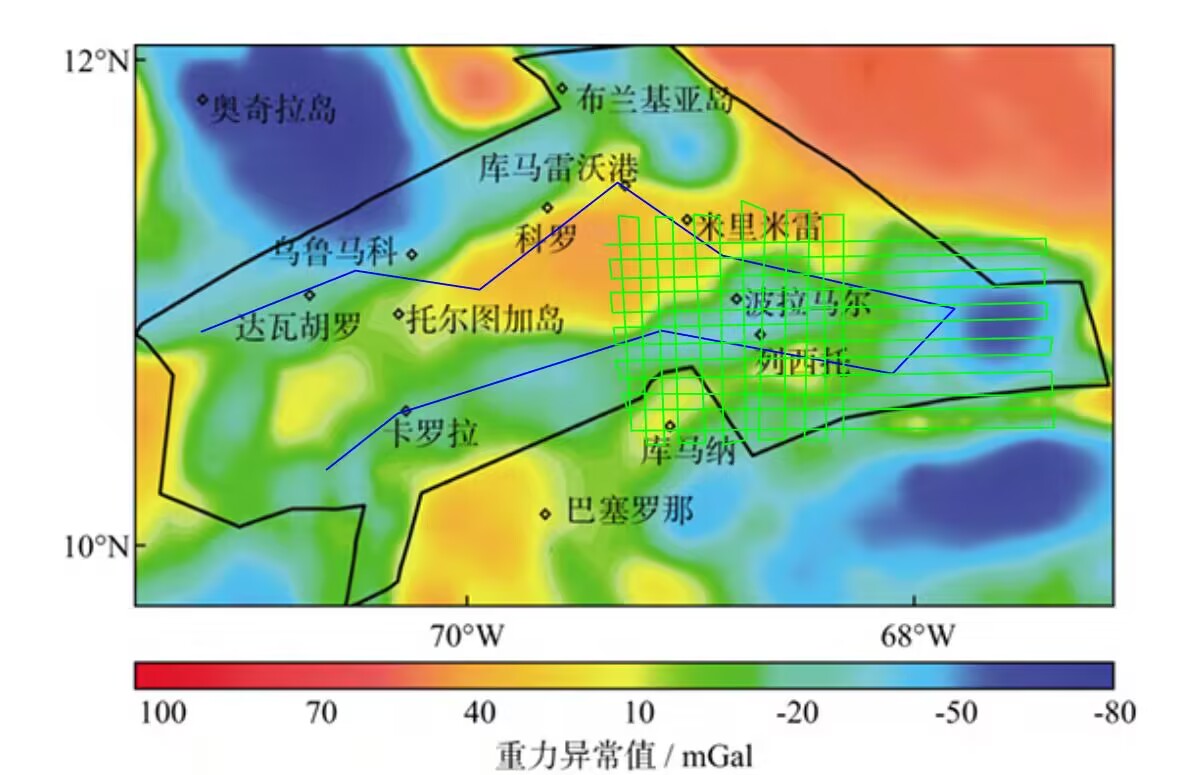 12°N
奥奇拉岛
布兰基亚岛
库马雷沃港
科罗
米里米雷
乌鲁马科
达瓦胡罗
托尔图加岛
波拉马尔
列西托
卡罗拉
库马纳
巴塞罗那
10°N
70°W
68°W
100
70
40
10
-20
-50
-80
重力异常值 / mGal